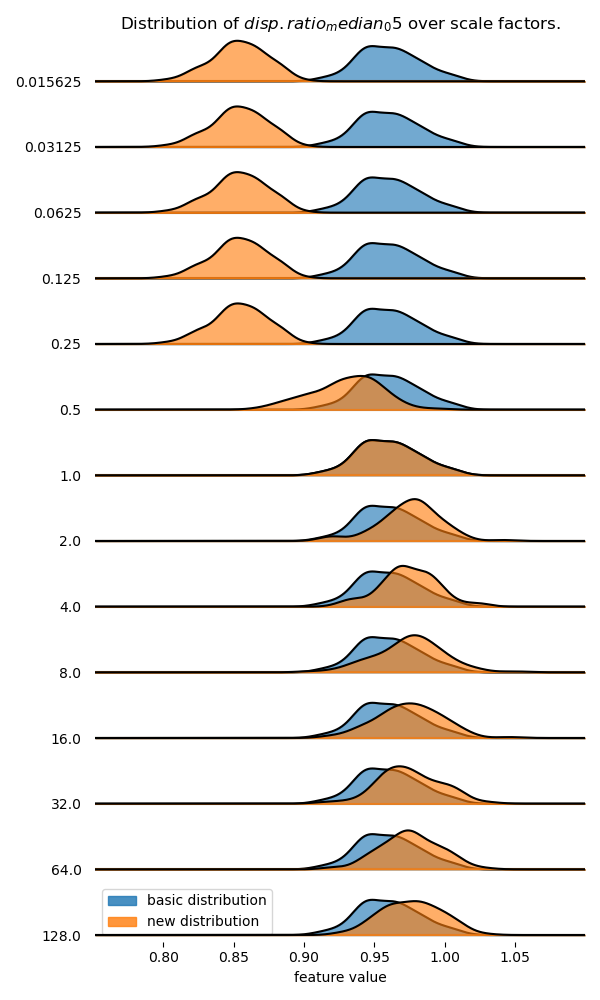 Distribution of disp.ratio_median_05 over scale factors.
0.015625
0.03125
0.0625
0.125
0.25
0.5
1.0
2.0
4.0
8.0
16.0
32.0
64.0
128.0
basic distribution
new distribution
0.80 0.85 0.90 0.95 1.00 1.05
feature value